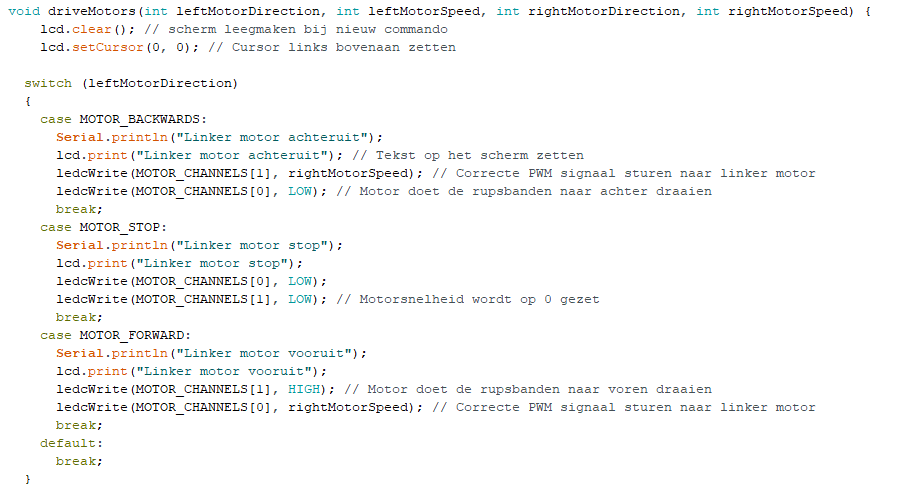 void driveMotors(int leftMotorDirection, int leftMotorSpeed, int rightMotorDirection, int rightMotorSpeed) {
    lcd.clear(); // scherm leegmaken bij nieuw commando
    lcd.setCursor(0, 0); // Cursor links bovenaan zetten

  switch (leftMotorDirection)
  {
    case MOTOR_BACKWARDS:
      Serial.println("Linker motor achteruit");
      lcd.print("Linker motor achteruit"); // Tekst op het scherm zetten
      ledcWrite(MOTOR_CHANNELS[1], rightMotorSpeed); // Correcte PWM signaal sturen naar linker motor
      ledcWrite(MOTOR_CHANNELS[0], LOW); // Motor doet de rupsbanden naar achter draaien
      break;
    case MOTOR_STOP:
      Serial.println("Linker motor stop");
      lcd.print("Linker motor stop");
      ledcWrite(MOTOR_CHANNELS[0], LOW);
      ledcWrite(MOTOR_CHANNELS[1], LOW); // Motorsnelheid wordt op 0 gezet
      break;
    case MOTOR_FORWARD:
      Serial.println("Linker motor vooruit");
      lcd.print("Linker motor vooruit");
      ledcWrite(MOTOR_CHANNELS[1], HIGH); // Motor doet de rupsbanden naar voren draaien
      ledcWrite(MOTOR_CHANNELS[0], rightMotorSpeed); // Correcte PWM signaal sturen naar linker motor
      break;
    default:
      break;
  }